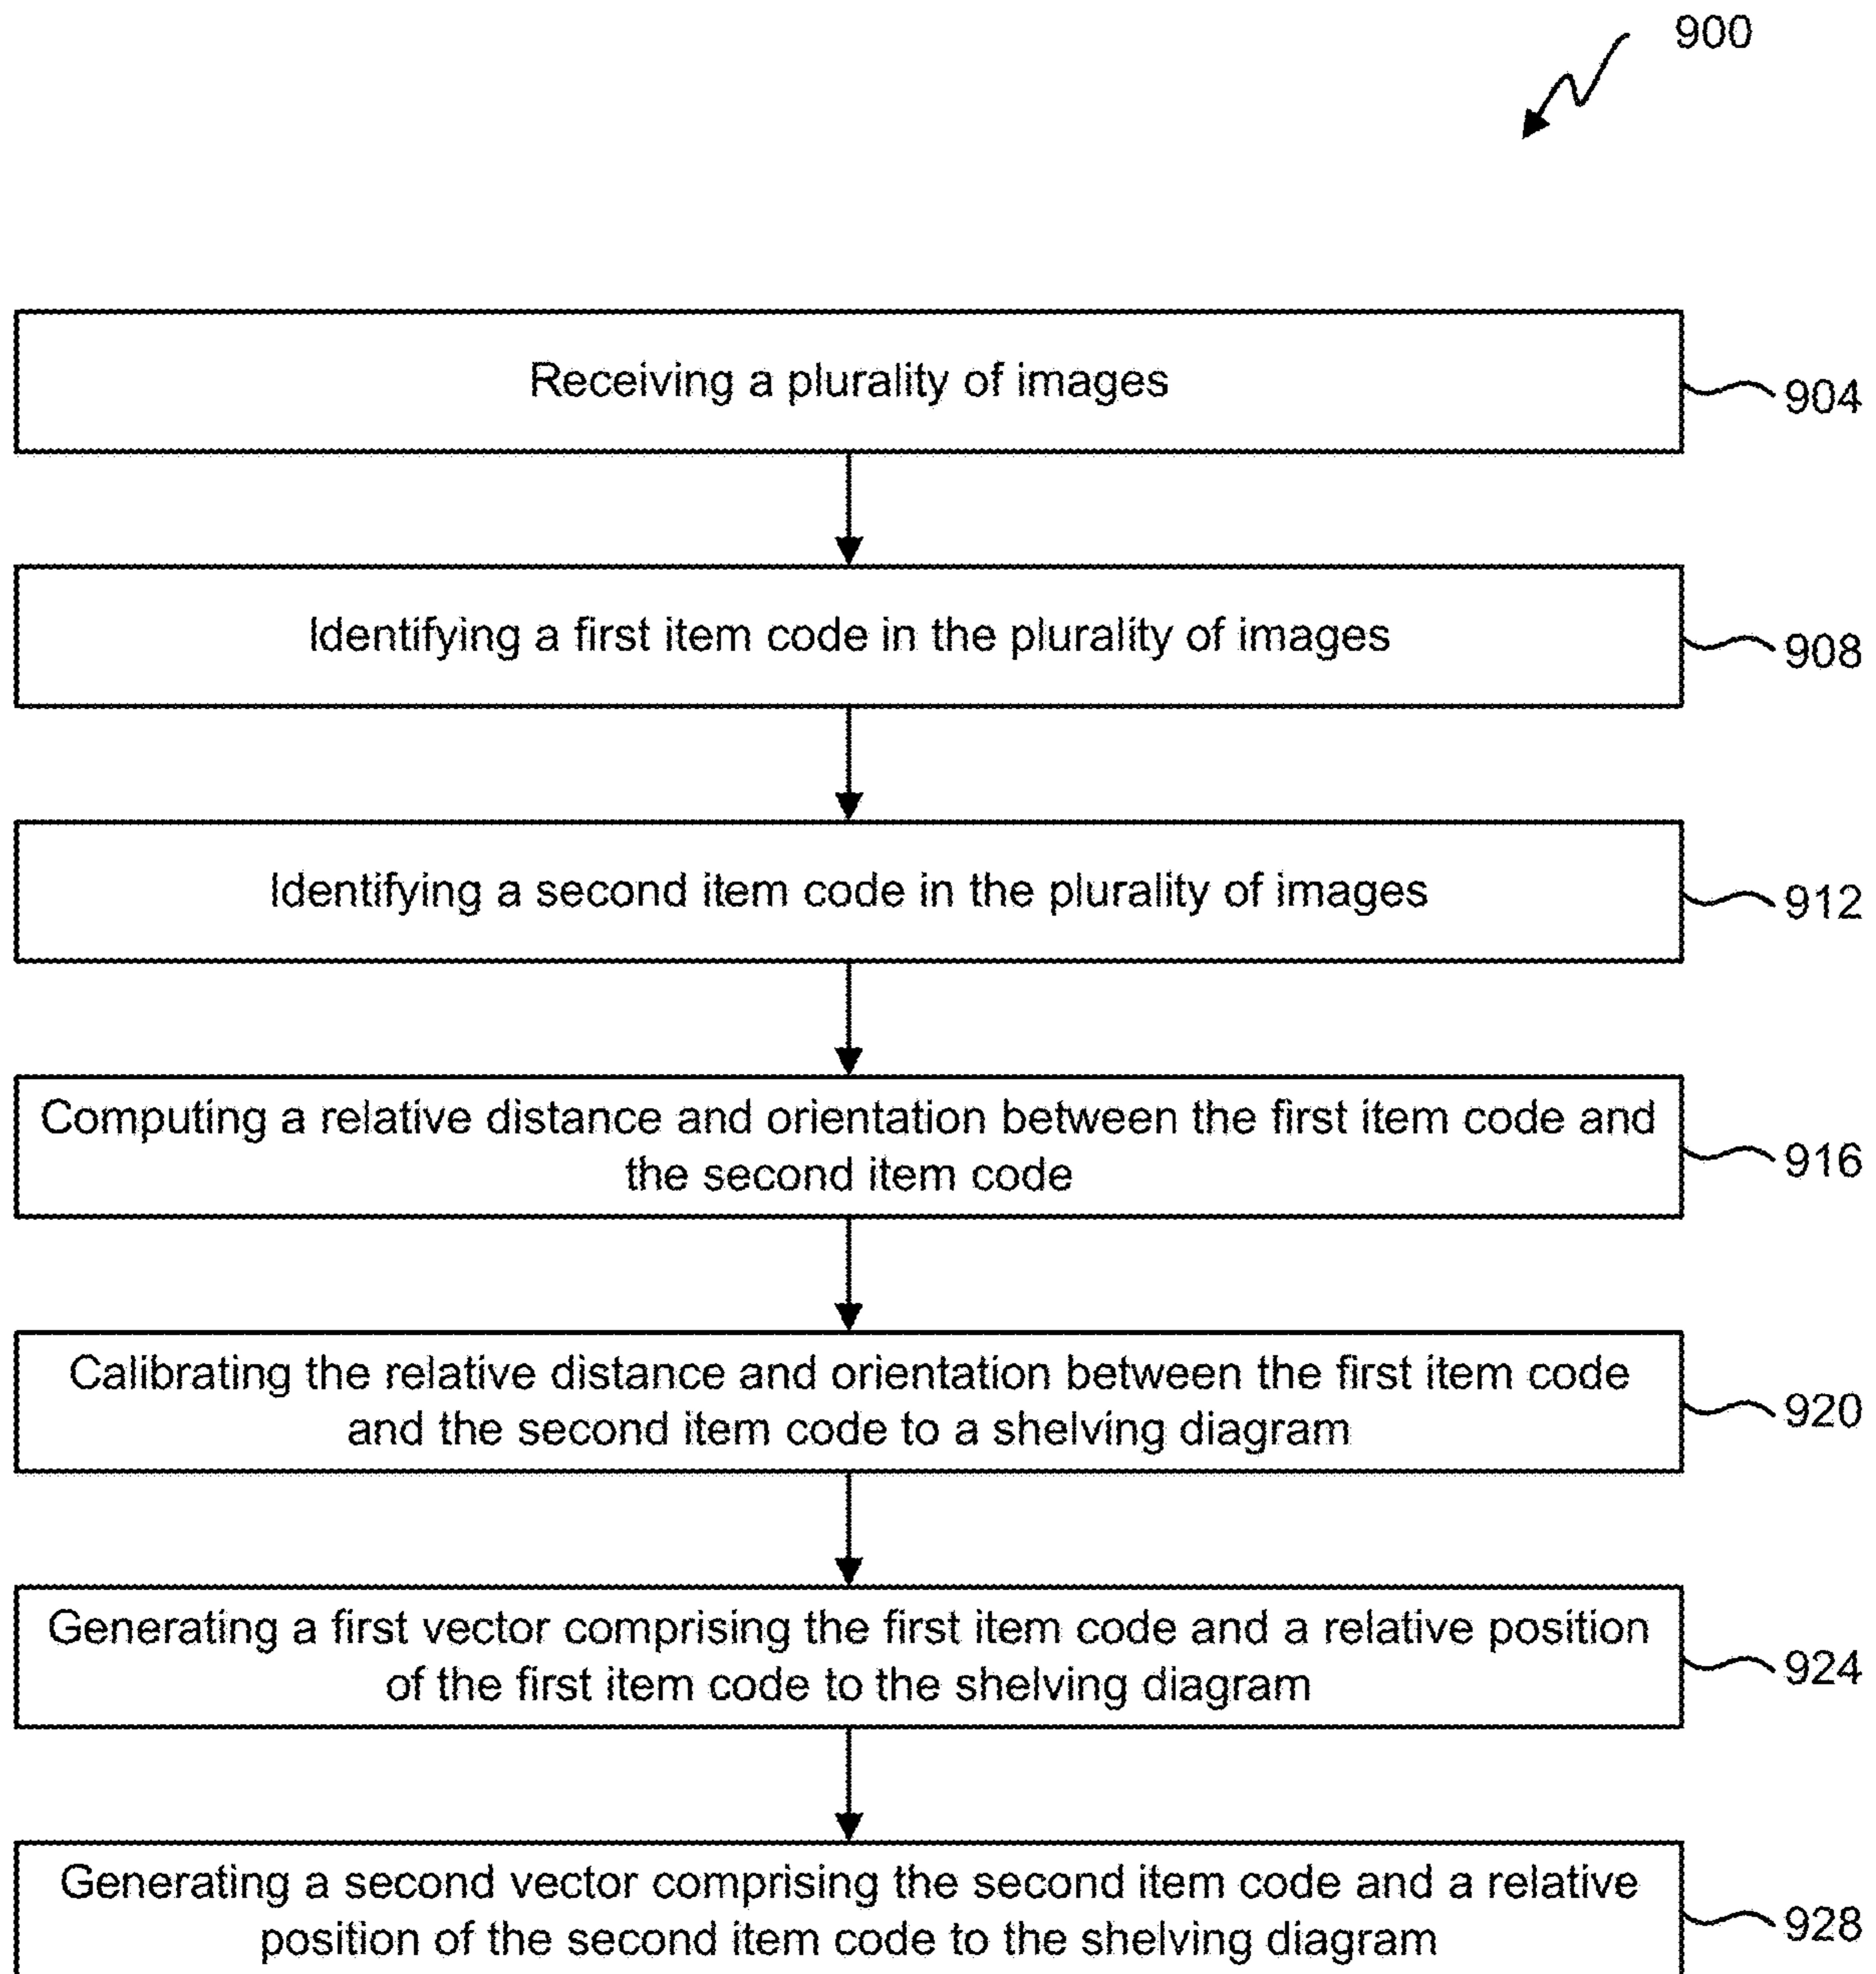 900
Receiving a plurality of images
904
Identifying a first item code in the plurality of images
908
Identifying a second item code in the plurality of images
912
Computing a relative distance and orientation between the first item code and
the second item code
916
Calibrating the relative distance and orientation between the first item code
and the second item code to a shelving diagram
920
Generating a first vector comprising the first item code and a relative position
of the first item code to the shelving diagram
924
Generating a second vector comprising the second item code and a relative
position of the second item code to the shelving diagram
928